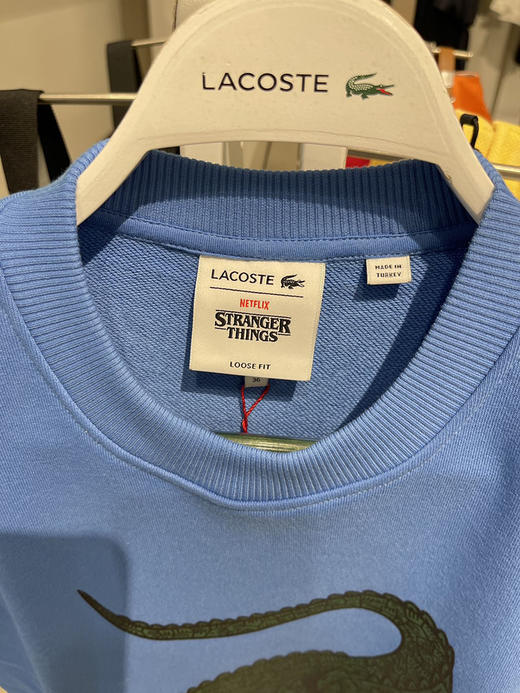 LACOSTE
LACOSTE
NETFLIX
STRANGER
THINGS
LOOSE FIT
36
MADE IN
TURKEY